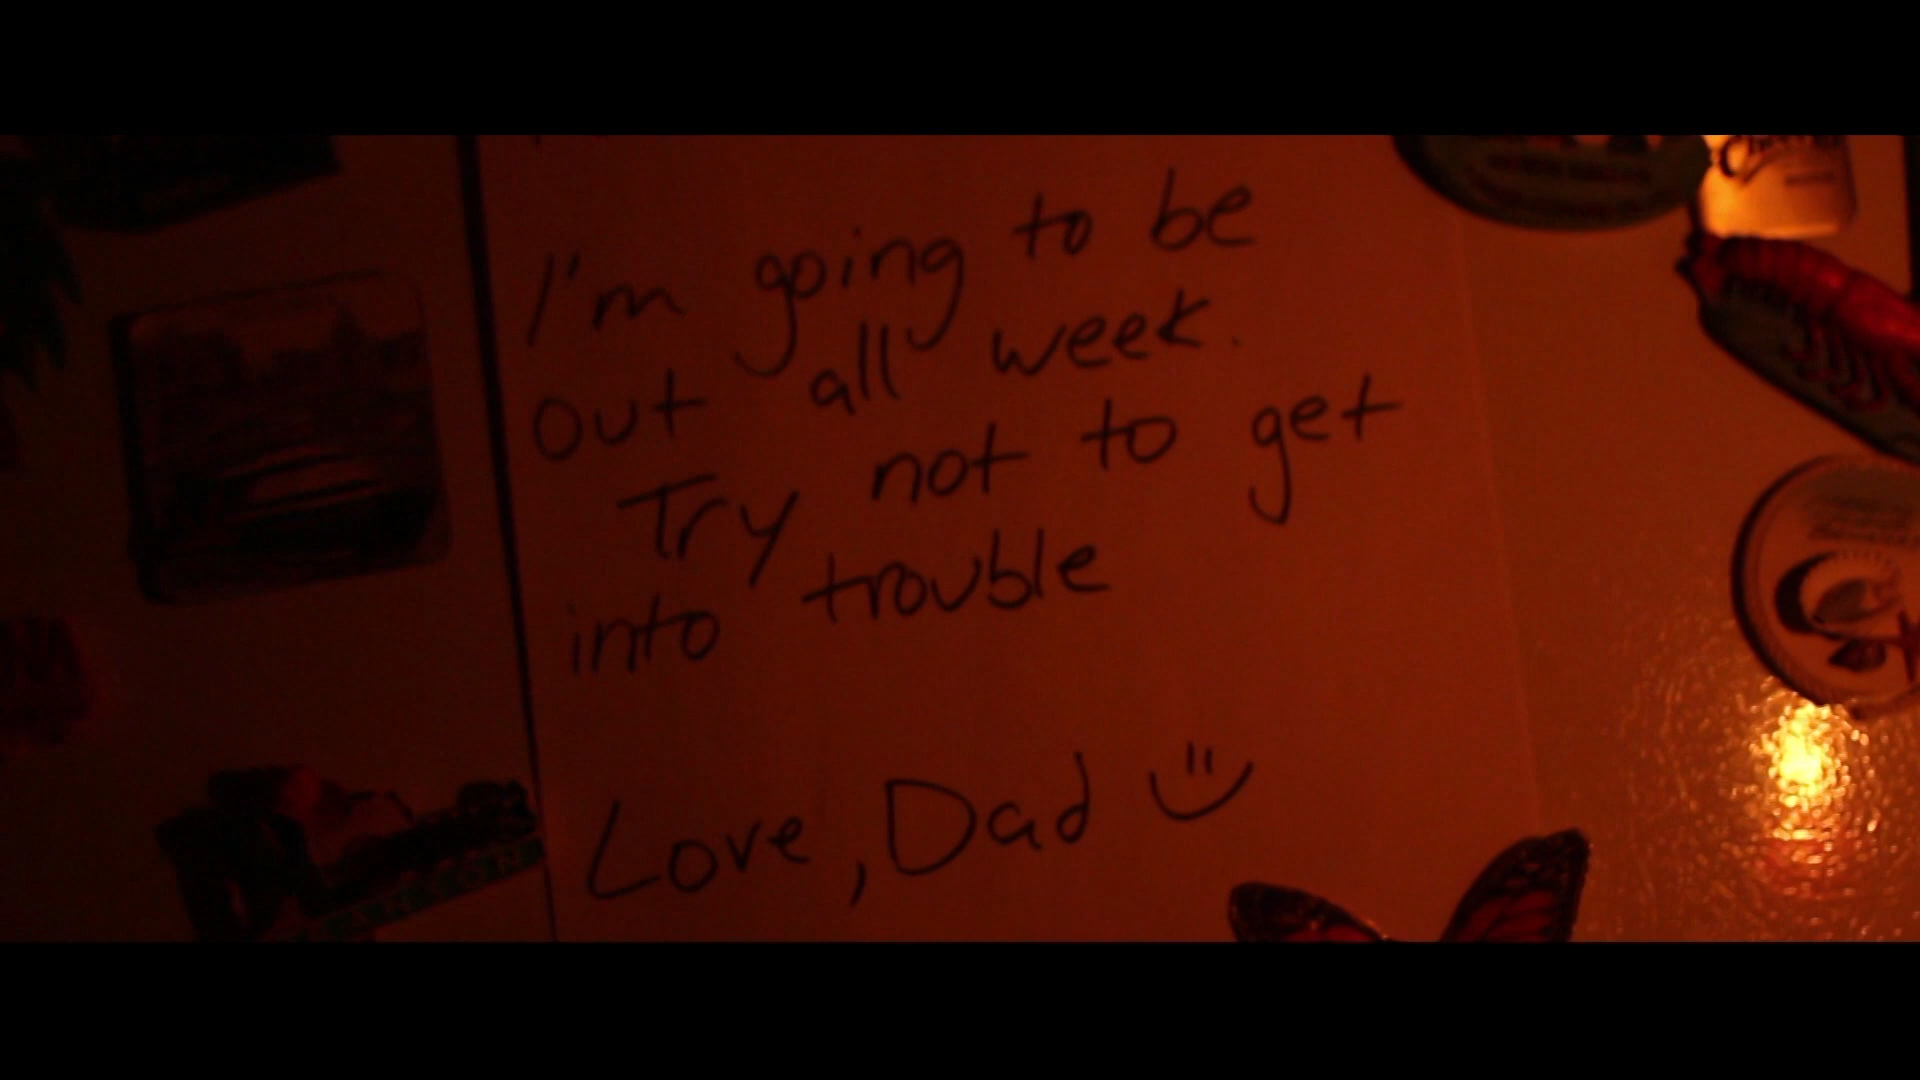 I'm going to be
out all week.
Try not to get
into trouble
Love, Dad